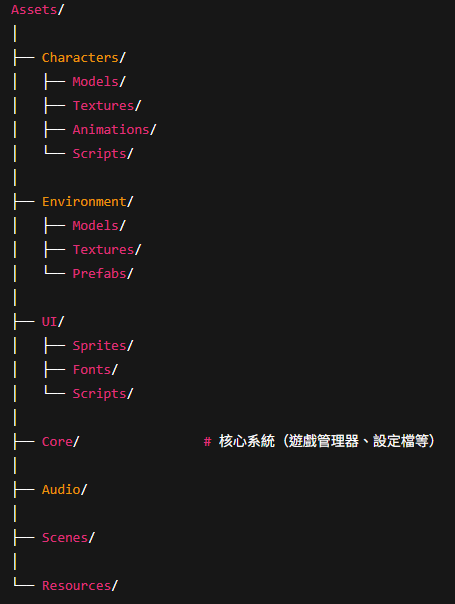 Assets/
│
├── Characters/
│   ├── Models/
│   ├── Textures/
│   ├── Animations/
│   └── Scripts/
│
├── Environment/
│   ├── Models/
│   ├── Textures/
│   └── Prefabs/
│
├── UI/
│   ├── Sprites/
│   ├── Fonts/
│   └── Scripts/
│
├── Core/                # 核心系統（遊戲管理器、設定檔等）
│
├── Audio/
│
├── Scenes/
│
└── Resources/